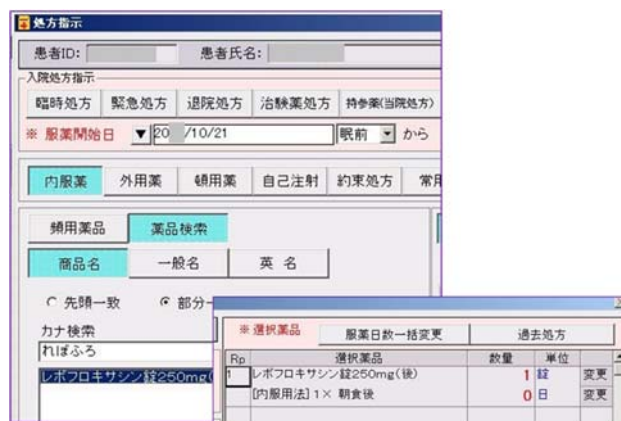 処方指示
患者ID: 患者氏名:
入院処方指示
臨時処方 緊急処方 退院処方 治験薬処方 持参薬(当院処方)
※ 服薬開始日 ▼ 20 /10/21 眠前 から
内服薬 外用薬 頓用薬 自己注射 約束処方 常用
頻用薬品 薬品検索
商品名 一般名 英 名
先頭一致 部分一
カナ検索
ればふろ
レボフロキサシン錠250mg(
※ 選択薬品 服薬日数一括変更 過去処方
Rp 選択薬品 数量 単位
1 レボフロキサシン錠250mg(後) 1 錠 変更
[内服用法] 1× 朝食後 0 日 変更